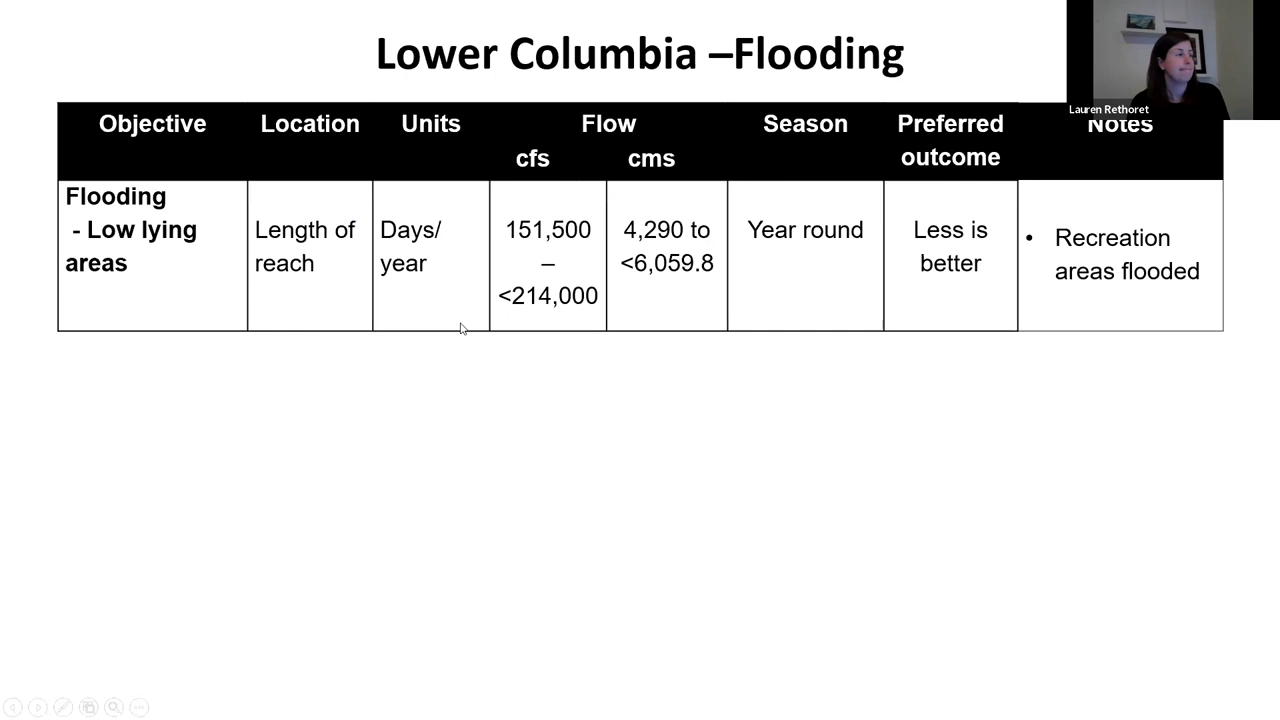 Lower Columbia –Flooding
Lauren Rethoret
Objective
Location
Units
Flow
cfs
cms
Season
Preferred
outcome
Notes
Flooding
- Low lying
areas
Length of
reach
Days/
year
151,500
–
<214,000
4,290 to
<6,059.8
Year round
Less is
better
• Recreation
areas flooded